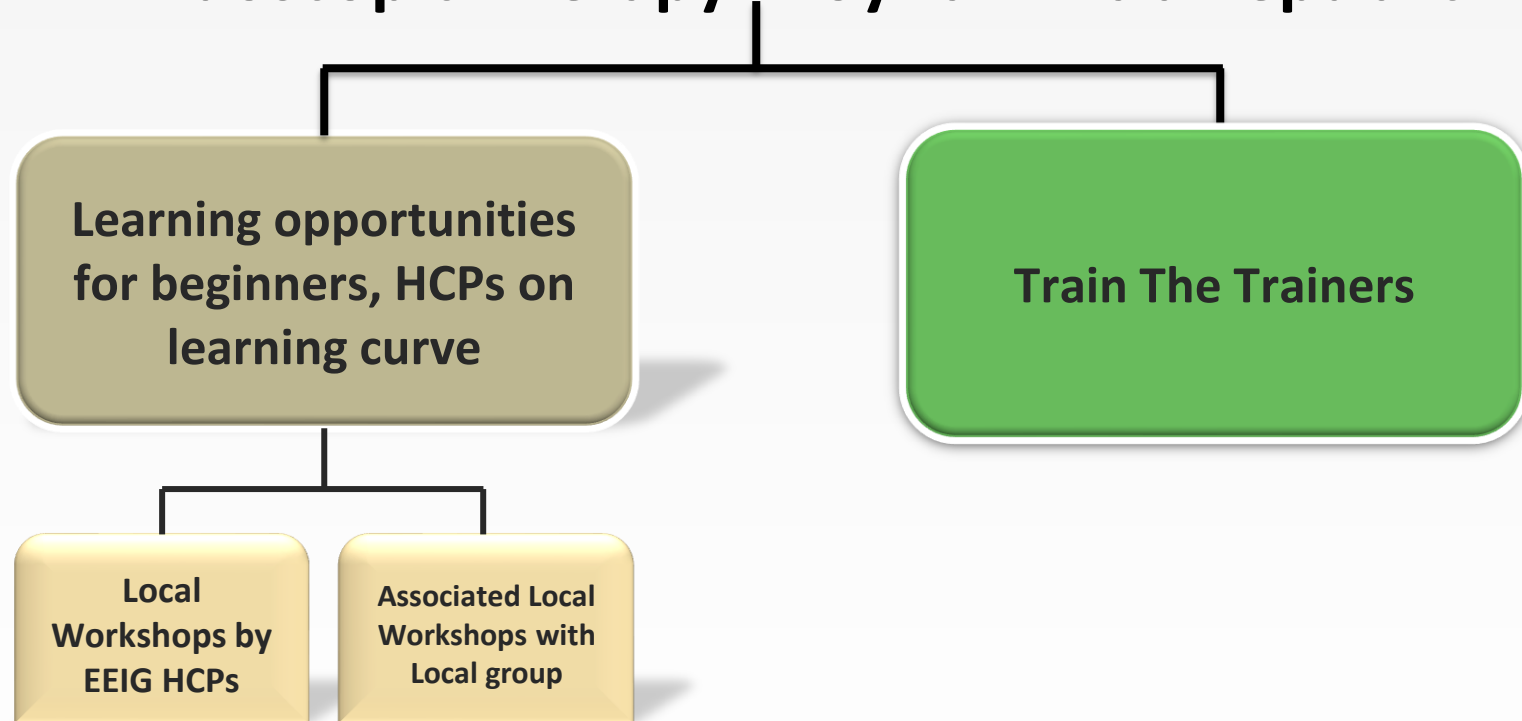 Learning opportunities
for beginners, HCPs on
learning curve
Train The Trainers
Local
Workshops by
EEIG HCPs
Associated Local
Workshops with
Local group